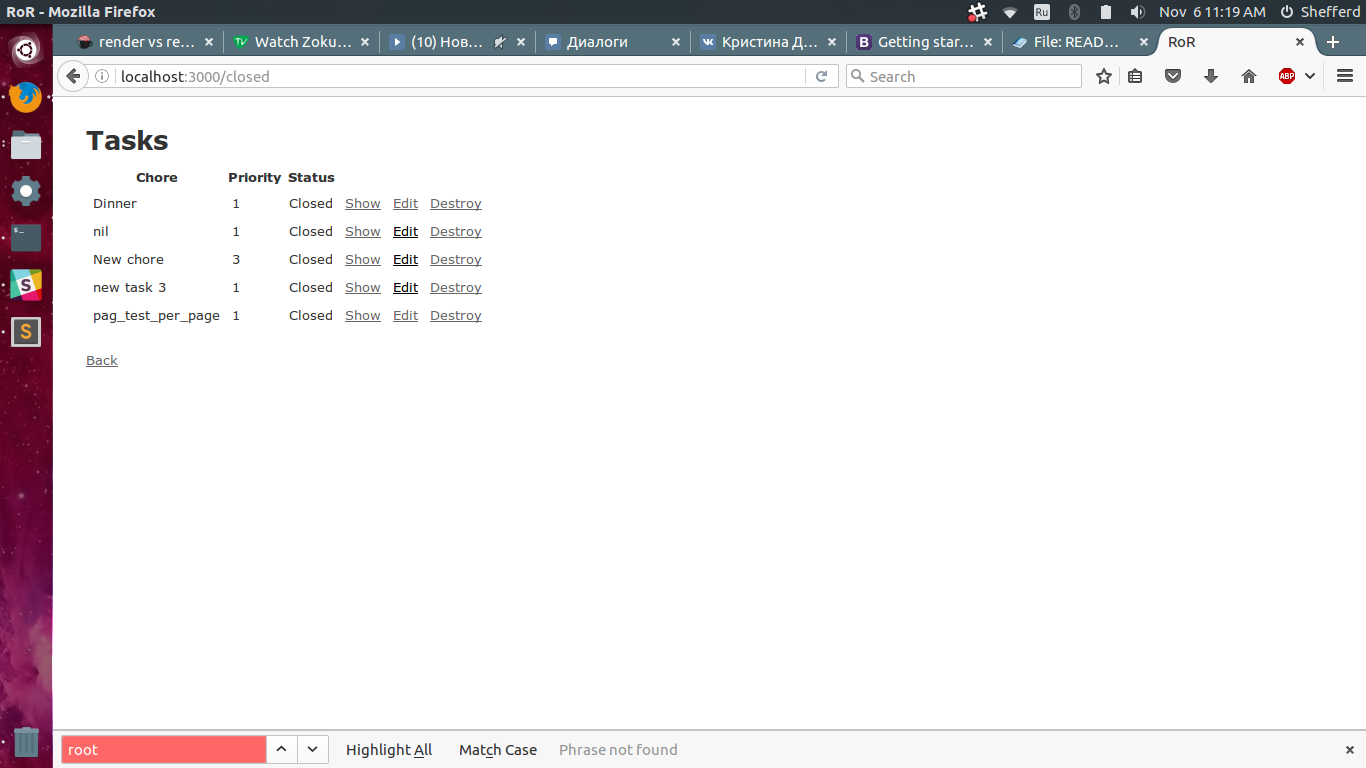 RoR - Mozilla Firefox
Ru
Nov 6 11:19 AM Shefferd
render vs re...
Watch Zoku...
(10) Нов...
Диалоги
Кристина Д...
Getting star...
File: READ...
RoR
localhost:3000/closed
Search
ABP
Tasks
Chore Priority Status
Dinner 1 Closed Show Edit Destroy
nil 1 Closed Show Edit Destroy
New chore 3 Closed Show Edit Destroy
new task 3 1 Closed Show Edit Destroy
pag_test_per_page 1 Closed Show Edit Destroy
Back
root
Highlight All
Match Case
Phrase not found